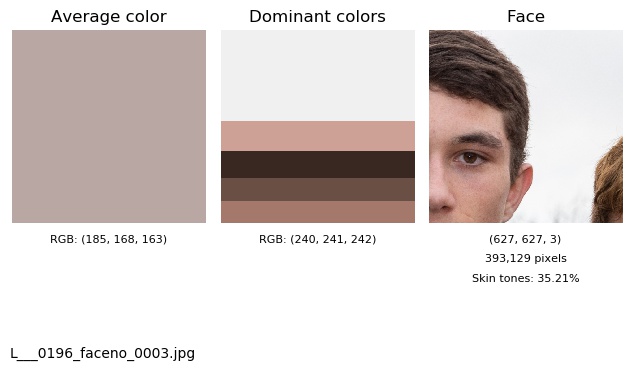 Average color
Dominant colors
Face
RGB: (185, 168, 163)
RGB: (240, 241, 242)
(627, 627, 3)
393,129 pixels
Skin tones: 35.21%
L___0196_faceno_0003.jpg